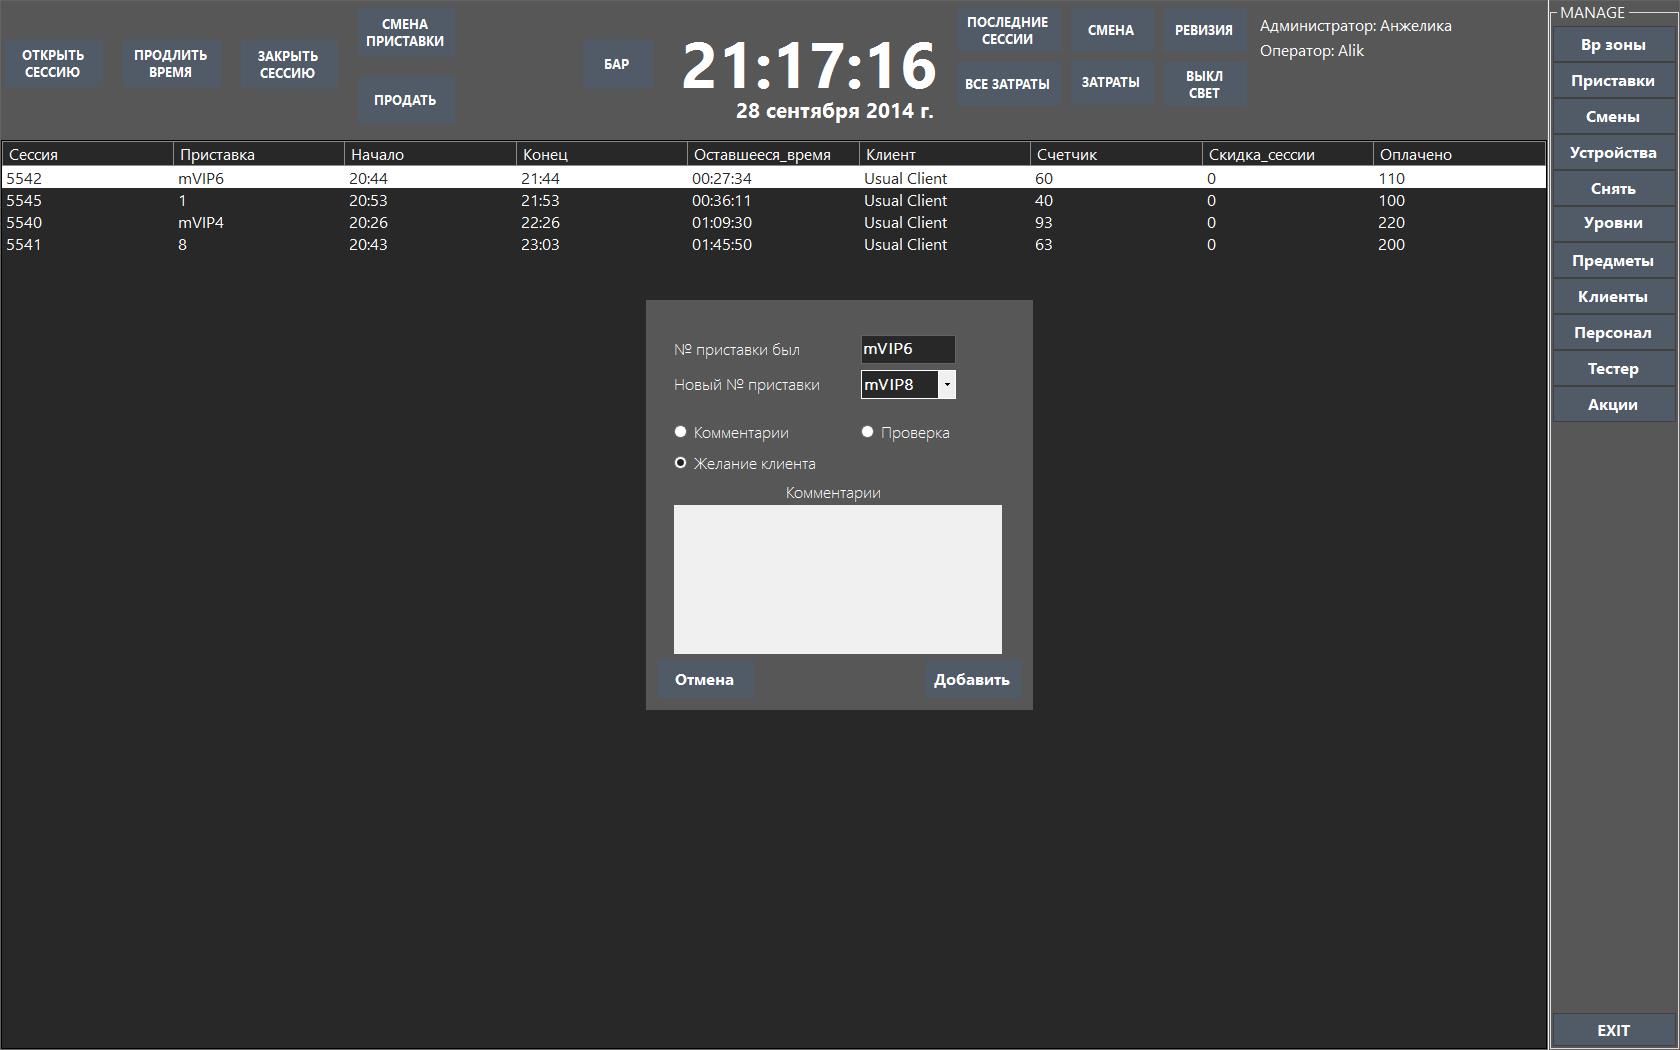 ОТКРЫТЬ
СЕССИЮ
ПРОДЛИТЬ
ВРЕМЯ
ЗАКРЫТЬ
СЕССИЮ
СМЕНА
ПРИСТАВКИ
ПРОДАТЬ
БАР
21:17:16
28 сентября 2014 г.
ПОСЛЕДНИЕ
СЕССИИ
СМЕНА
РЕВИЗИЯ
ВСЕ ЗАТРАТЫ
ЗАТРАТЫ
ВЫКЛ
СВЕТ
Администратор: Анжелика
Оператор: Alik
Сессия Приставка Начало Конец Оставшееся_время Клиент Счетчик Скидка_сессии Оплачено
5542 mVIP6 20:44 21:44 00:27:34 Usual Client 60 0 110
5545 1 20:53 21:53 00:36:11 Usual Client 40 0 100
5540 mVIP4 20:26 22:26 01:09:30 Usual Client 93 0 220
5541 8 20:43 23:03 01:45:50 Usual Client 63 0 200
№ приставки был mVIP6
Новый № приставки mVIP8
Комментарии Проверка
Желание клиента
Комментарии
Отмена Добавить
MANAGE
Вр зоны
Приставки
Смены
Устройства
Снять
Уровни
Предметы
Клиенты
Персонал
Тестер
Акции
EXIT